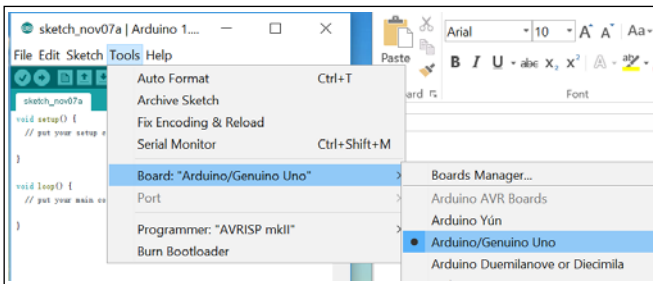 sketch_nov07a | Arduino 1....
File Edit Sketch Tools Help
sketch_nov07a
void setup() {
// put your setup
}
void loop() {
// put your main co
}
Auto Format Ctrl+T
Archive Sketch
Fix Encoding & Reload
Serial Monitor Ctrl+Shift+M
Board: "Arduino/Genuino Uno"
Port
Programmer: "AVRISP mkII"
Burn Bootloader
Boards Manager...
Arduino AVR Boards
Arduino Yún
Arduino/Genuino Uno
Arduino Duemilanove or Diecimila
Paste
Arial 10 A A Aa
B I U abc X₂ X² A aby
ard Font